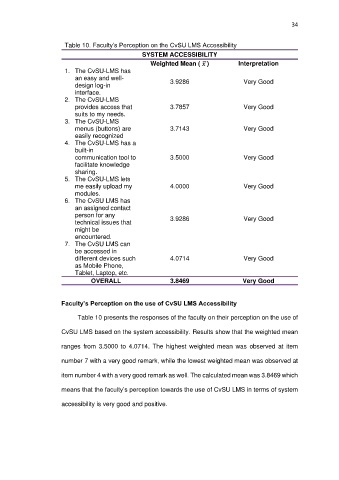 34
Table 10. Faculty's Perception on the CvSU LMS Accessibility
SYSTEM ACCESSIBILITY
Weighted Mean ( x̄ ) Interpretation
1. The CvSU-LMS has
an easy and well-
design log-in 3.9286 Very Good
interface.
2. The CvSU-LMS
provides access that 3.7857 Very Good
suits to my needs.
3. The CvSU-LMS
menus (buttons) are 3.7143 Very Good
easily recognized
4. The CvSU-LMS has a
built-in
communication tool to 3.5000 Very Good
facilitate knowledge
sharing.
5. The CvSU-LMS lets
me easily upload my 4.0000 Very Good
modules.
6. The CvSU LMS has
an assigned contact
person for any 3.9286 Very Good
technical issues that
might be
encountered.
7. The CvSU LMS can
be accessed in
different devices such 4.0714 Very Good
as Mobile Phone,
Tablet, Laptop, etc.
OVERALL 3.8469 Very Good
Faculty's Perception on the use of CvSU LMS Accessibility
Table 10 presents the responses of the faculty on their perception on the use of
CvSU LMS based on the system accessibility. Results show that the weighted mean
ranges from 3.5000 to 4.0714. The highest weighted mean was observed at item
number 7 with a very good remark, while the lowest weighted mean was observed at
item number 4 with a very good remark as well. The calculated mean was 3.8469 which
means that the faculty's perception towards the use of CvSU LMS in terms of system
accessibility is very good and positive.